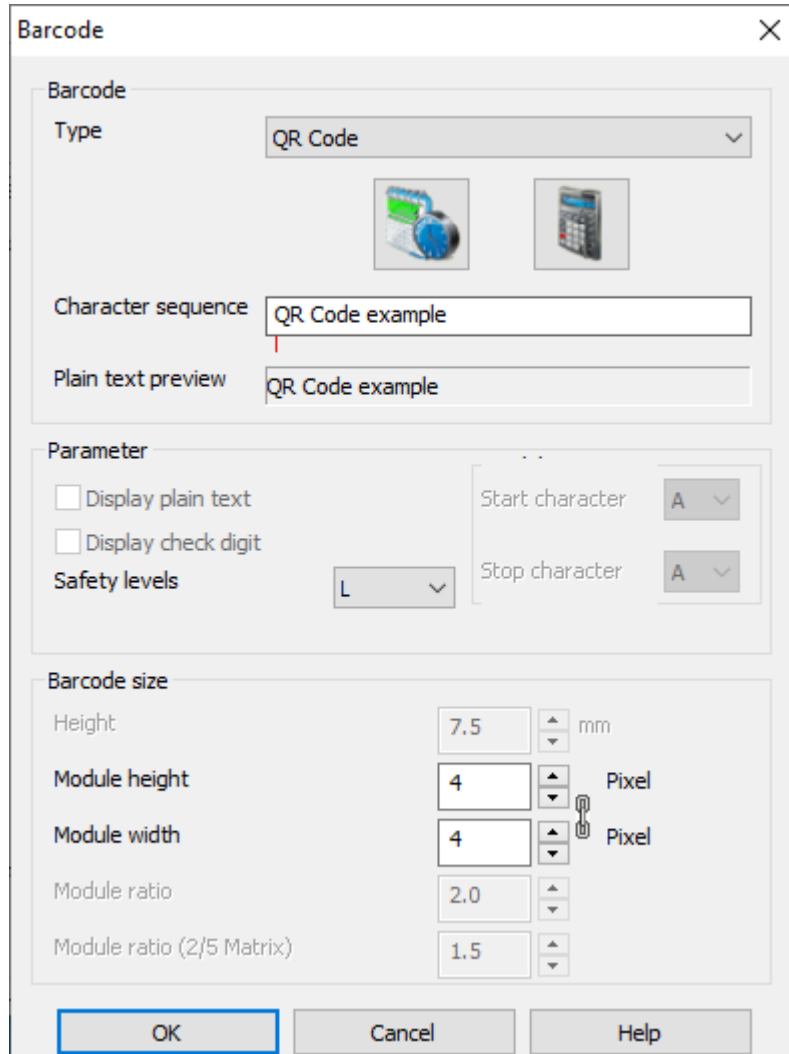 Barcode
Barcode
Type QR Code
Character sequence QR Code example
Plain text preview QR Code example
Parameter
Display plain text Start character A
Display check digit
Safety levels L Stop character A
Barcode size
Height 7.5 mm
Module height 4 Pixel
Module width 4 Pixel
Module ratio 2.0
Module ratio (2/5 Matrix) 1.5
OK Cancel Help